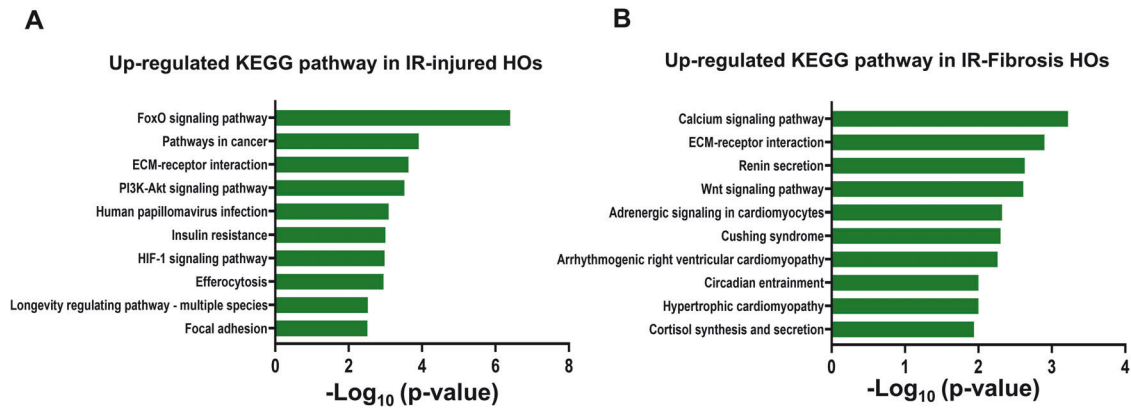 A
Up-regulated KEGG pathway in IR-injured HOs
FoxO signaling pathway
Pathways in cancer
ECM-receptor interaction
PI3K-Akt signaling pathway
Human papillomavirus infection
Insulin resistance
HIF-1 signaling pathway
Efferocytosis
Longevity regulating pathway - multiple species
Focal adhesion
0 2 4 6 8
-Log10 (p-value)
B
Up-regulated KEGG pathway in IR-Fibrosis HOs
Calcium signaling pathway
ECM-receptor interaction
Renin secretion
Wnt signaling pathway
Adrenergic signaling in cardiomyocytes
Cushing syndrome
Arrhythmogenic right ventricular cardiomyopathy
Circadian entrainment
Hypertrophic cardiomyopathy
Cortisol synthesis and secretion
0 1 2 3 4
-Log10 (p-value)